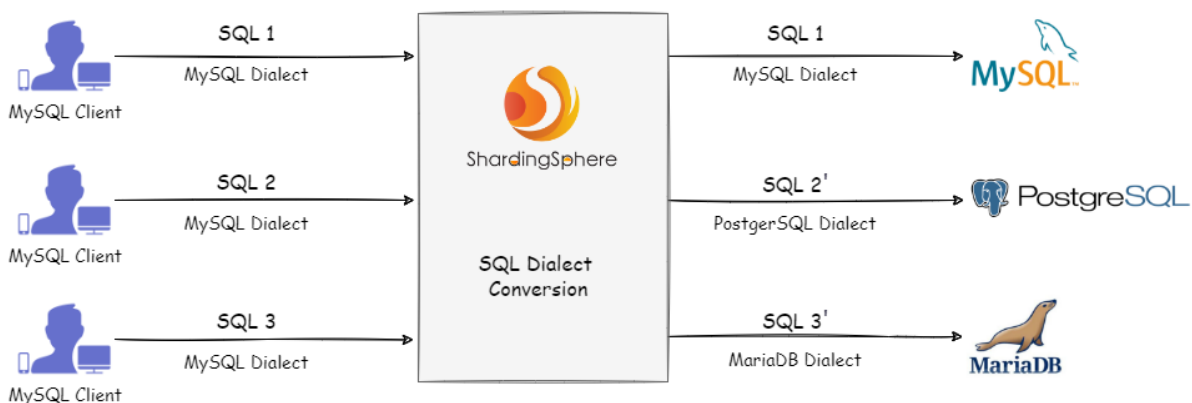 SQL 1
MySQL Dialect
MySQL Client
SQL 2
MySQL Dialect
MySQL Client
SQL 3
MySQL Dialect
MySQL Client
ShardingSphere
SQL Dialect
Conversion
SQL 1
MySQL Dialect
MySQL™
SQL 2'
PostgerSQL Dialect
PostgreSQL
SQL 3'
MariaDB Dialect
MariaDB